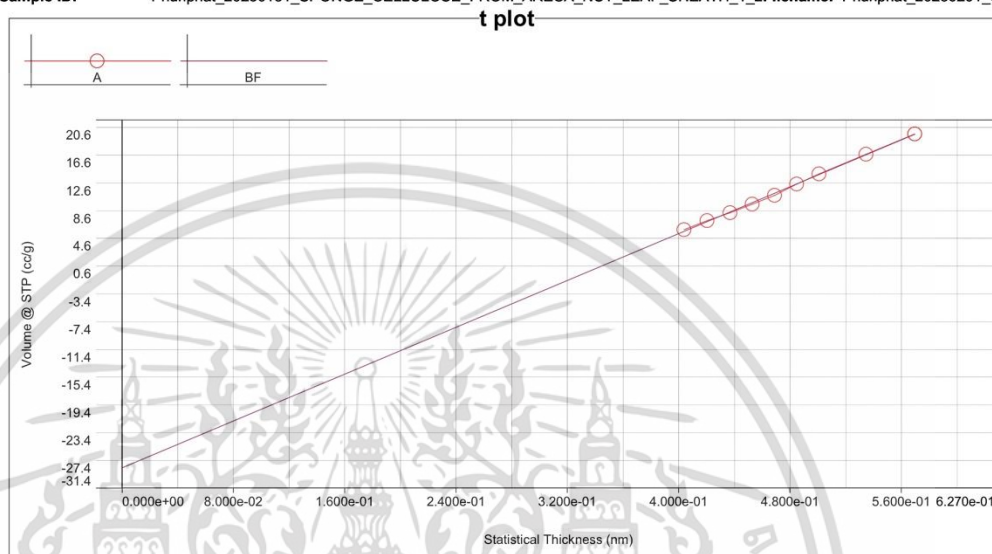 t plot
A
BF
20.6
16.6
12.6
8.6
4.6
0.6
-3.4
-7.4
-11.4
-15.4
-19.4
-23.4
-27.4
-31.4
Volume @ STP (cc/g)
0.000e+00 8.000e-02 1.600e-01 2.400e-01 3.200e-01 4.000e-01 4.800e-01 5.600e-01 6.270e-01
Statistical Thickness (nm)